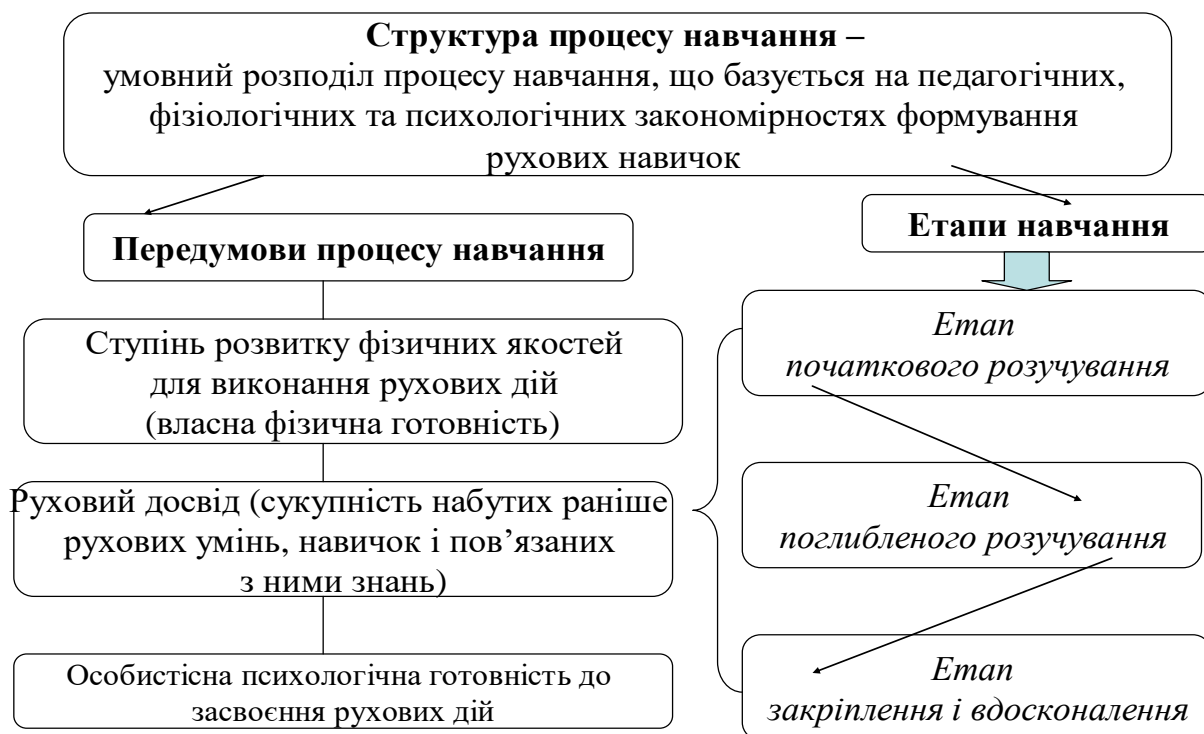 Структура процесу навчання –
умовний розподіл процесу навчання, що базується на педагогічних,
фізіологічних та психологічних закономірностях формування
рухових навичок
Передумови процесу навчання
Ступінь розвитку фізичних якостей
для виконання рухових дій
(власна фізична готовність)
Руховий досвід (сукупність набутих раніше
рухових умінь, навичок і пов’язаних
з ними знань)
Особистісна психологічна готовність до
засвоєння рухових дій
Етапи навчання
Етап
початкового розучування
Етап
поглибленого розучування
Етап
закріплення і вдосконалення